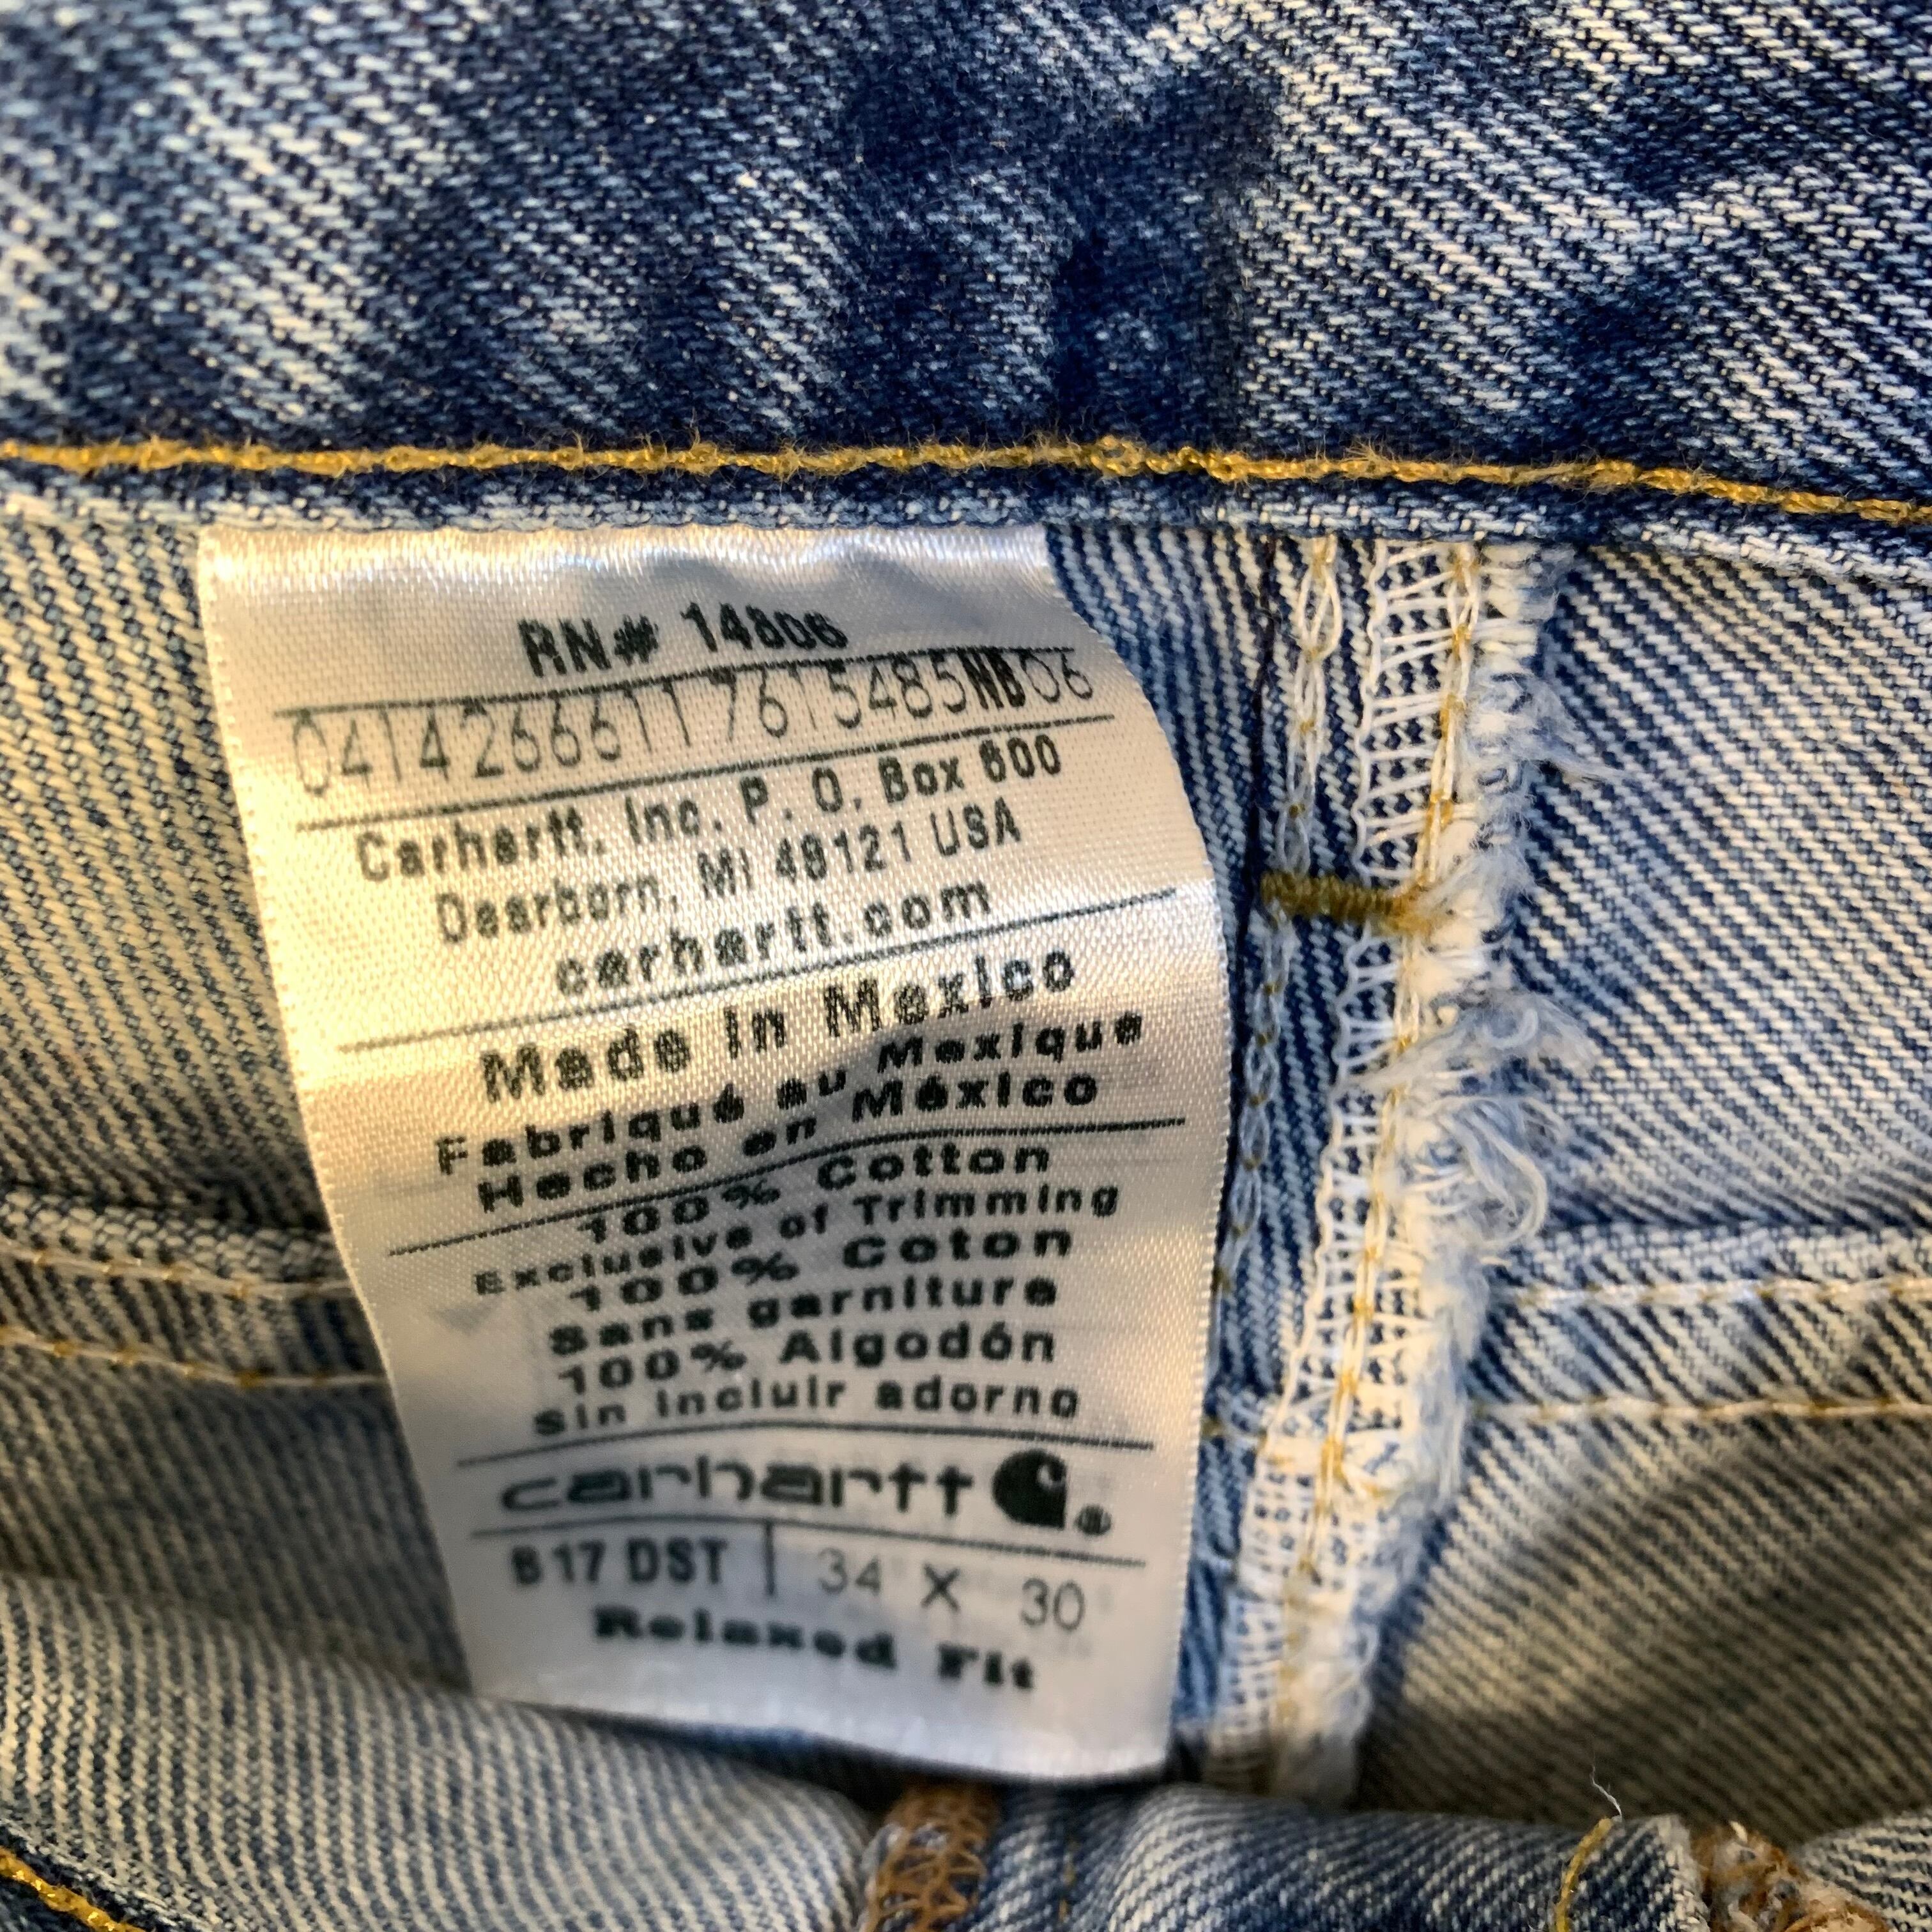 RN# 14806
0414266611 7615485NB06
Carhartt, Inc. P. O. Box 600
Dearborn, MI 48121 USA
carhartt.com
Made in Mexico
Fabriqué au Mexique
Hecho en México
100% Cotton
Exclusive of Trimming
100% Coton
Sans garniture
100% Algodón
Sin incluir adorno
carhartt ®
B17 DST | 34 X 30
Relaxed Fit